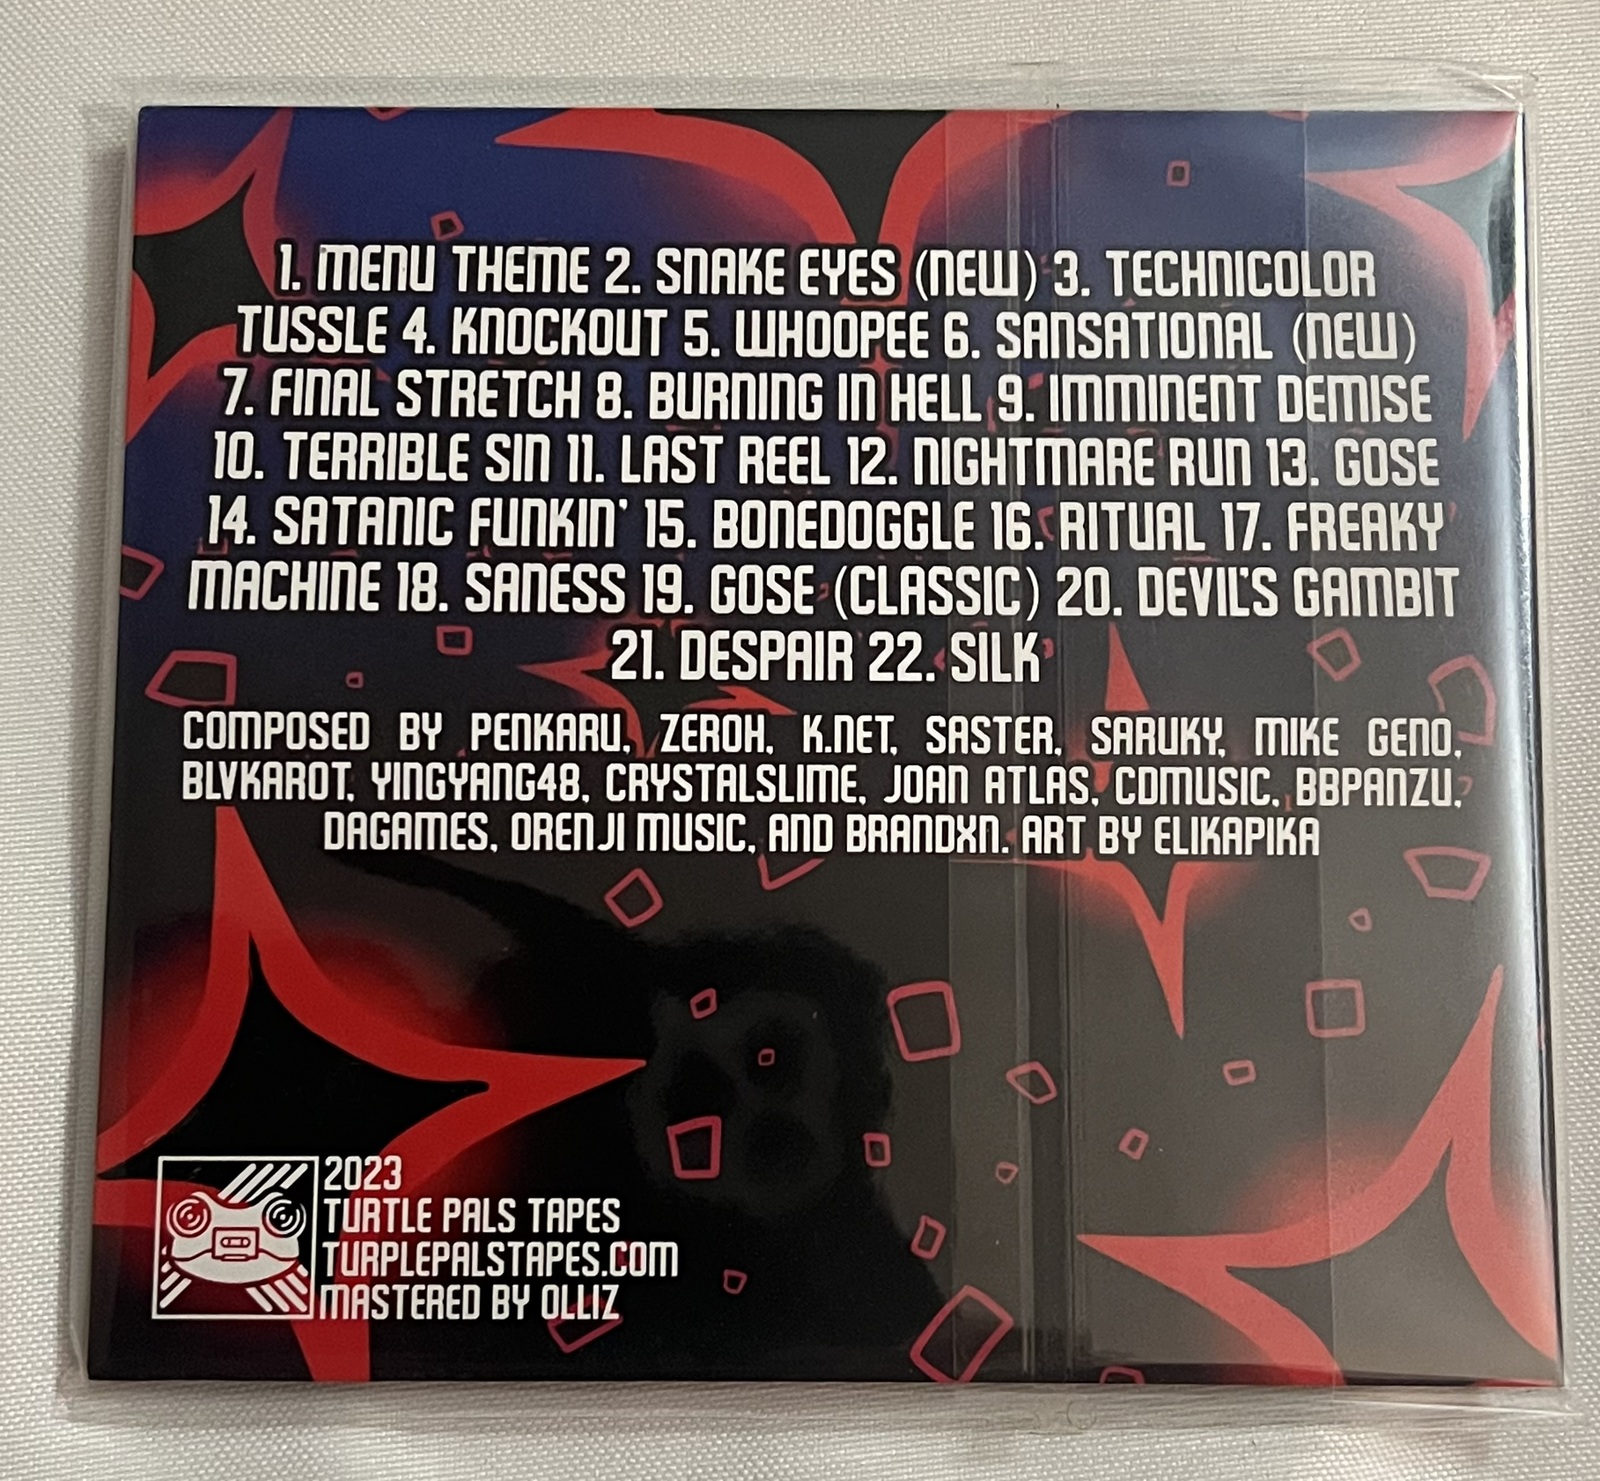 1. MENU THEME 2. SNAKE EYES (NEW) 3. TECHNICOLOR
TUSSLE 4. KNOCKOUT 5. WHOOPEE 6. SANSATIONAL (NEW)
7. FINAL STRETCH 8. BURNING IN HELL 9. IMMINENT DEMISE
10. TERRIBLE SIN 11. LAST REEL 12. NIGHTMARE RUN 13. GOSE
14. SATANIC FUNKIN' 15. BONEDOGGLE 16. RITUAL 17. FREAKY
MACHINE 18. SANESS 19. GOSE (CLASSIC) 20. DEVIL'S GAMBIT
21. DESPAIR 22. SILK
COMPOSED BY PENKARU, ZEROH, K.NET, SASTER, SARUKY, MIKE GENO,
BLVKAROT, YINGYANG48, CRYSTALSLIME, JOAN ATLAS, CDMUSIC, BBPANZU,
DAGAMES, ORENJI MUSIC, AND BRANDXN. ART BY ELIKAPIKA
2023
TURTLE PALS TAPES
TURPLEPALSTAPES.COM
MASTERED BY OLLIZ